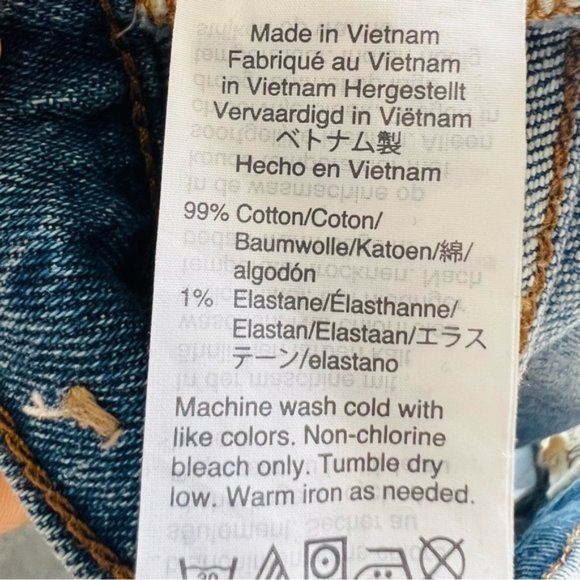 Made in Vietnam
Fabriqué au Vietnam
in Vietnam Hergestellt
Vervaardigd in Viëtnam
ベトナム製
Hecho en Vietnam
99% Cotton/Coton/
Baumwolle/Katoen/綿/
algodón
1% Elastane/Élasthanne/
Elastan/Elastaan/エラス
テーン/elastano
Machine wash cold with
like colors. Non-chlorine
bleach only. Tumble dry
low. Warm iron as needed.